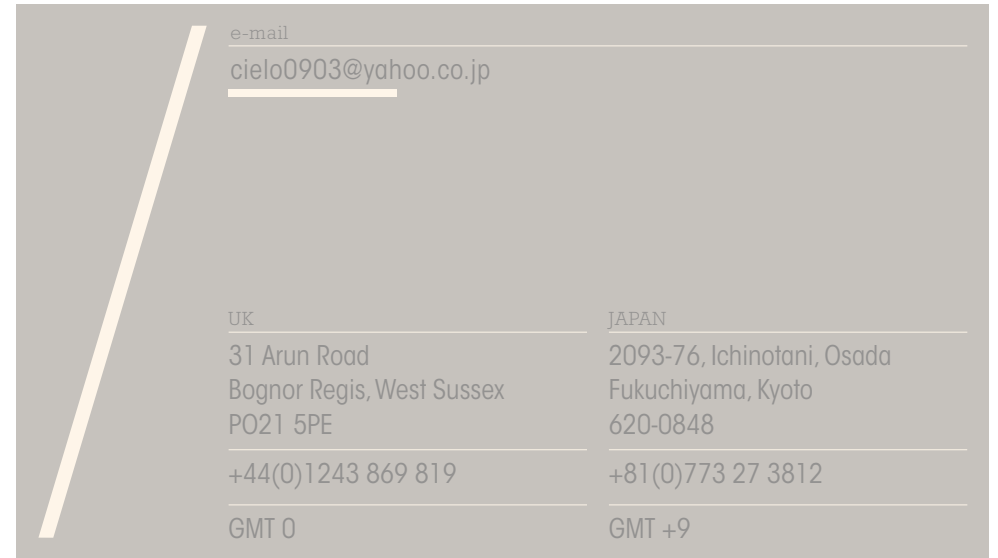 e-mail
cielo0903@yahoo.co.jp
UK
31 Arun Road
Bognor Regis, West Sussex
PO21 5PE
+44(0)1243 869 819
GMT 0
JAPAN
2093-76, Ichinotani, Osada
Fukuchiyama, Kyoto
620-0848
+81(0)773 27 3812
GMT +9